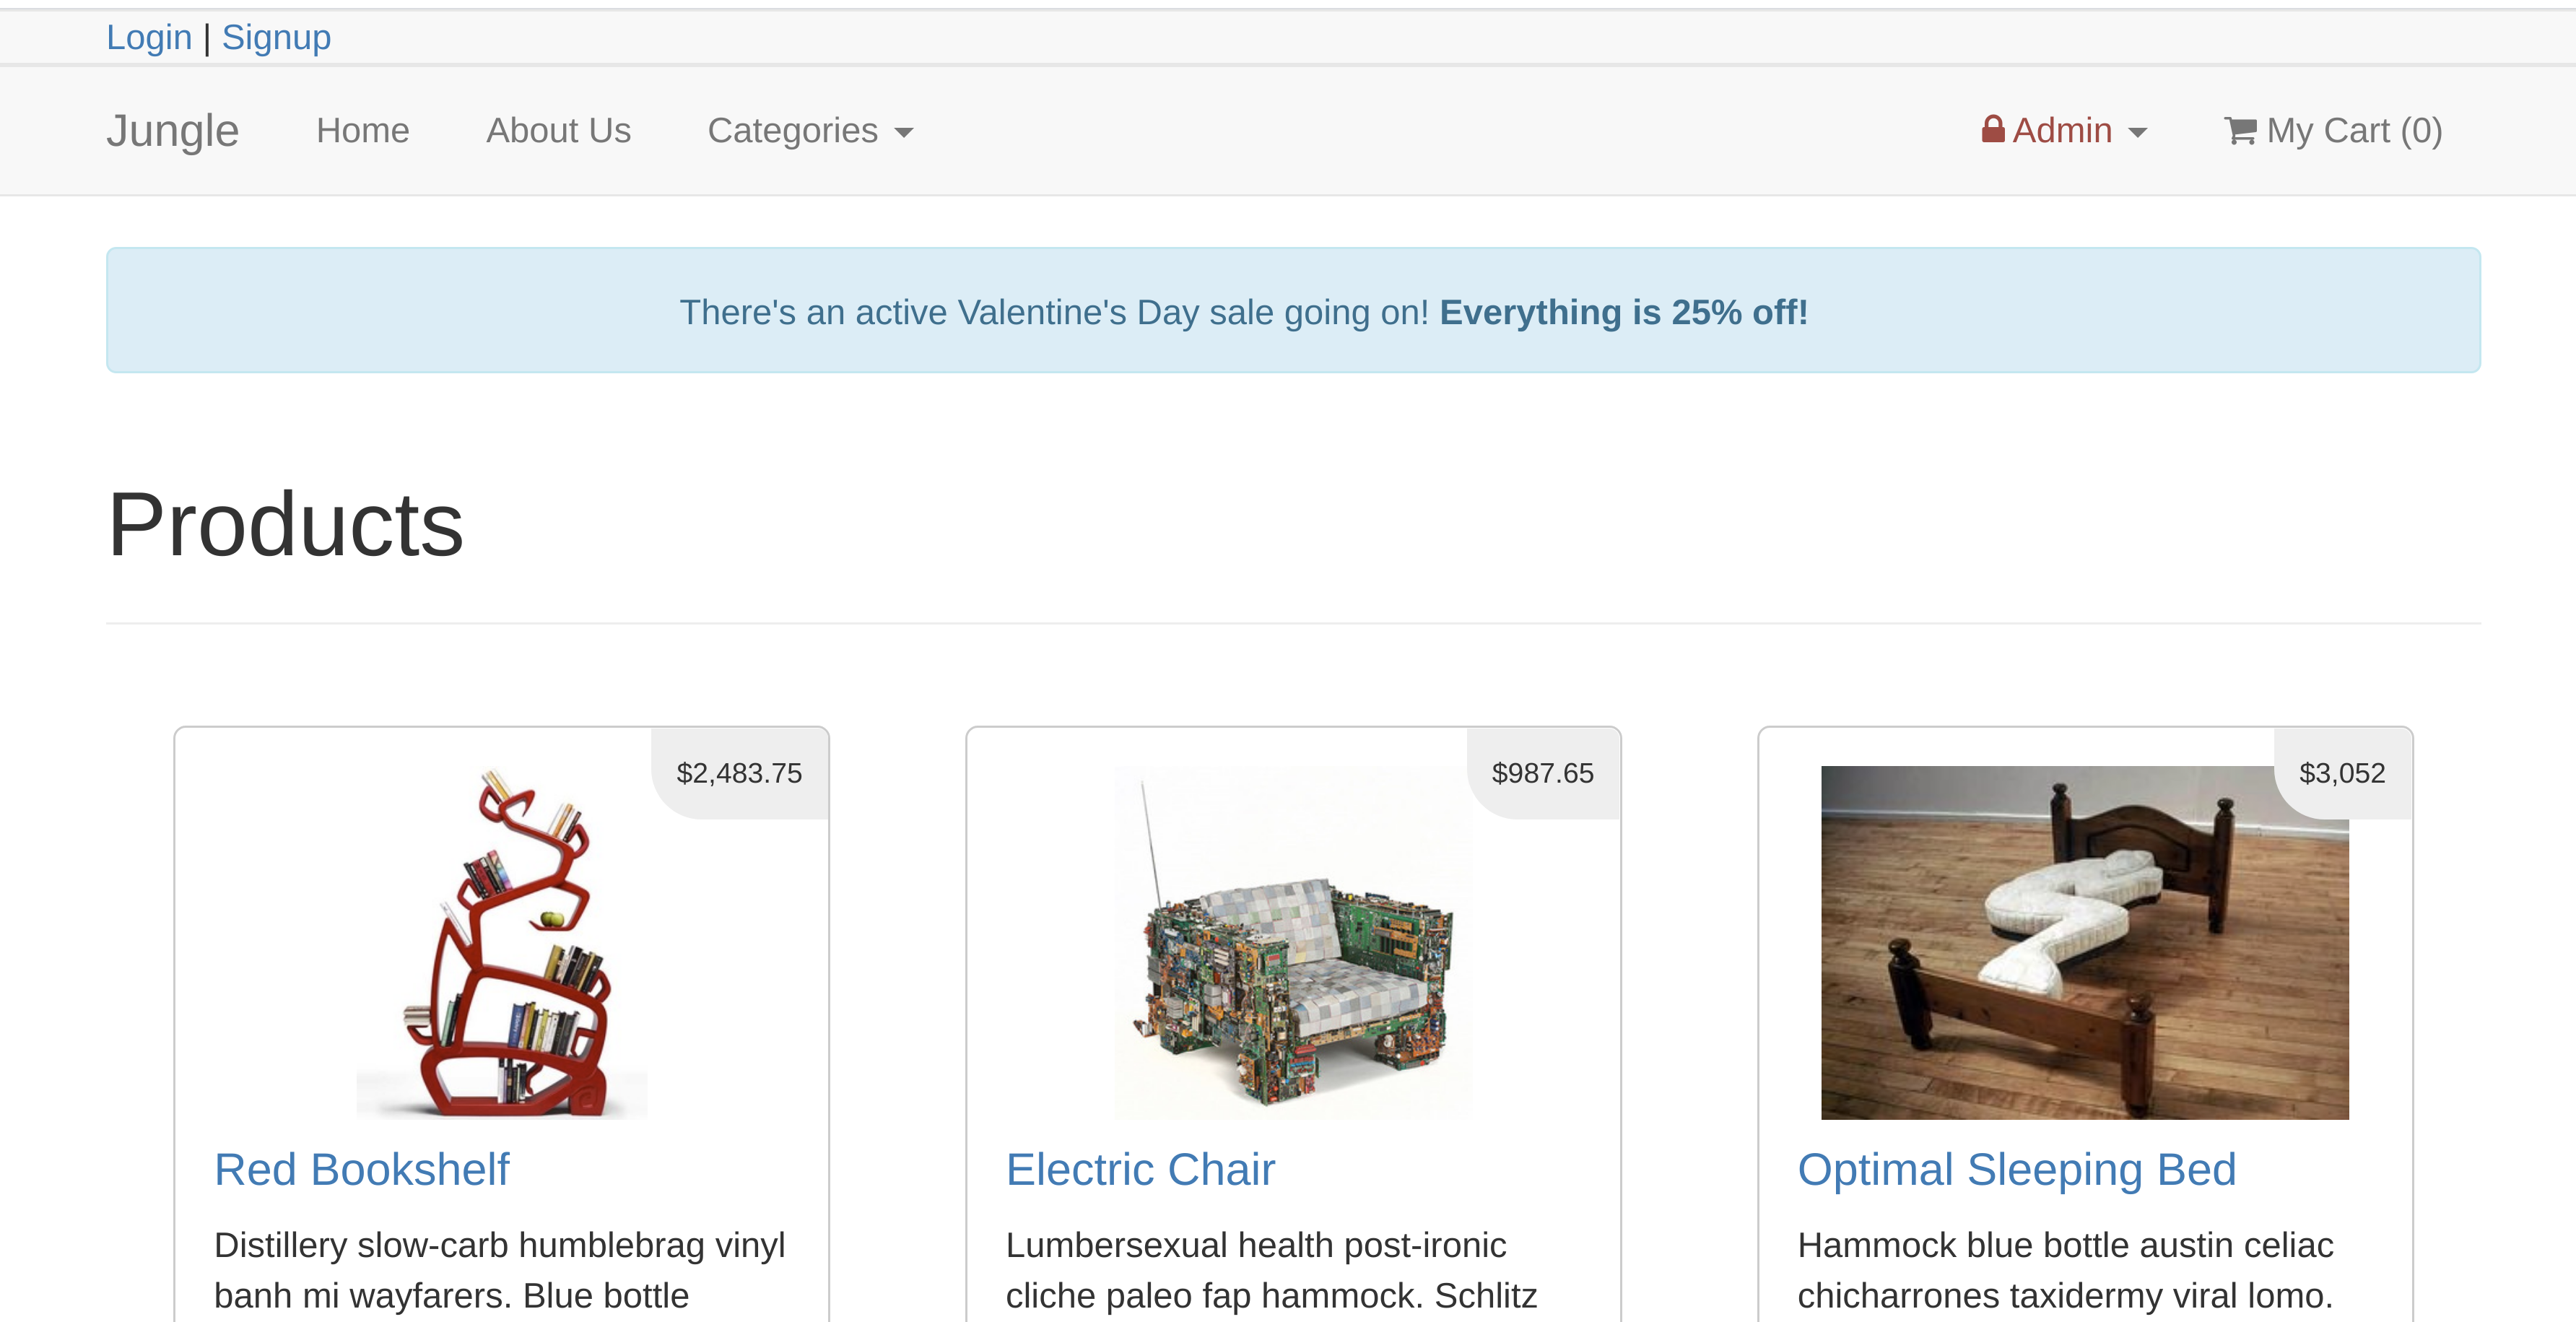 Login | Signup
Jungle Home About Us Categories Admin My Cart (0)
There's an active Valentine's Day sale going on! Everything is 25% off!
Products
$2,483.75 $987.65 $3,052
Red Bookshelf Electric Chair Optimal Sleeping Bed
Distillery slow-carb humblebrag vinyl
banh mi wayfarers. Blue bottle
Lumbersexual health post-ironic
cliche paleo fap hammock. Schlitz
Hammock blue bottle austin celiac
chicharrones taxidermy viral lomo.